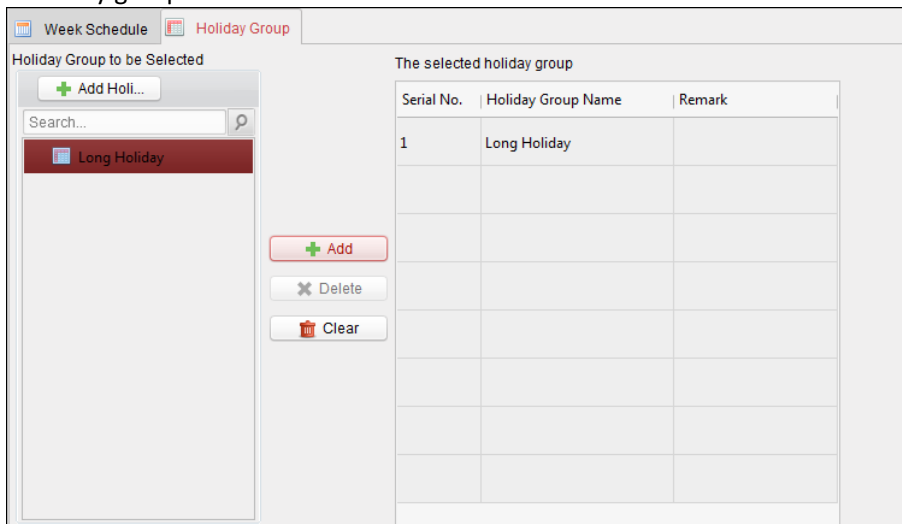 Week Schedule Holiday Group
Holiday Group to be Selected
The selected holiday group
Add Holi...
Serial No. Holiday Group Name Remark
Search...
1 Long Holiday
Long Holiday
Add
Delete
Clear